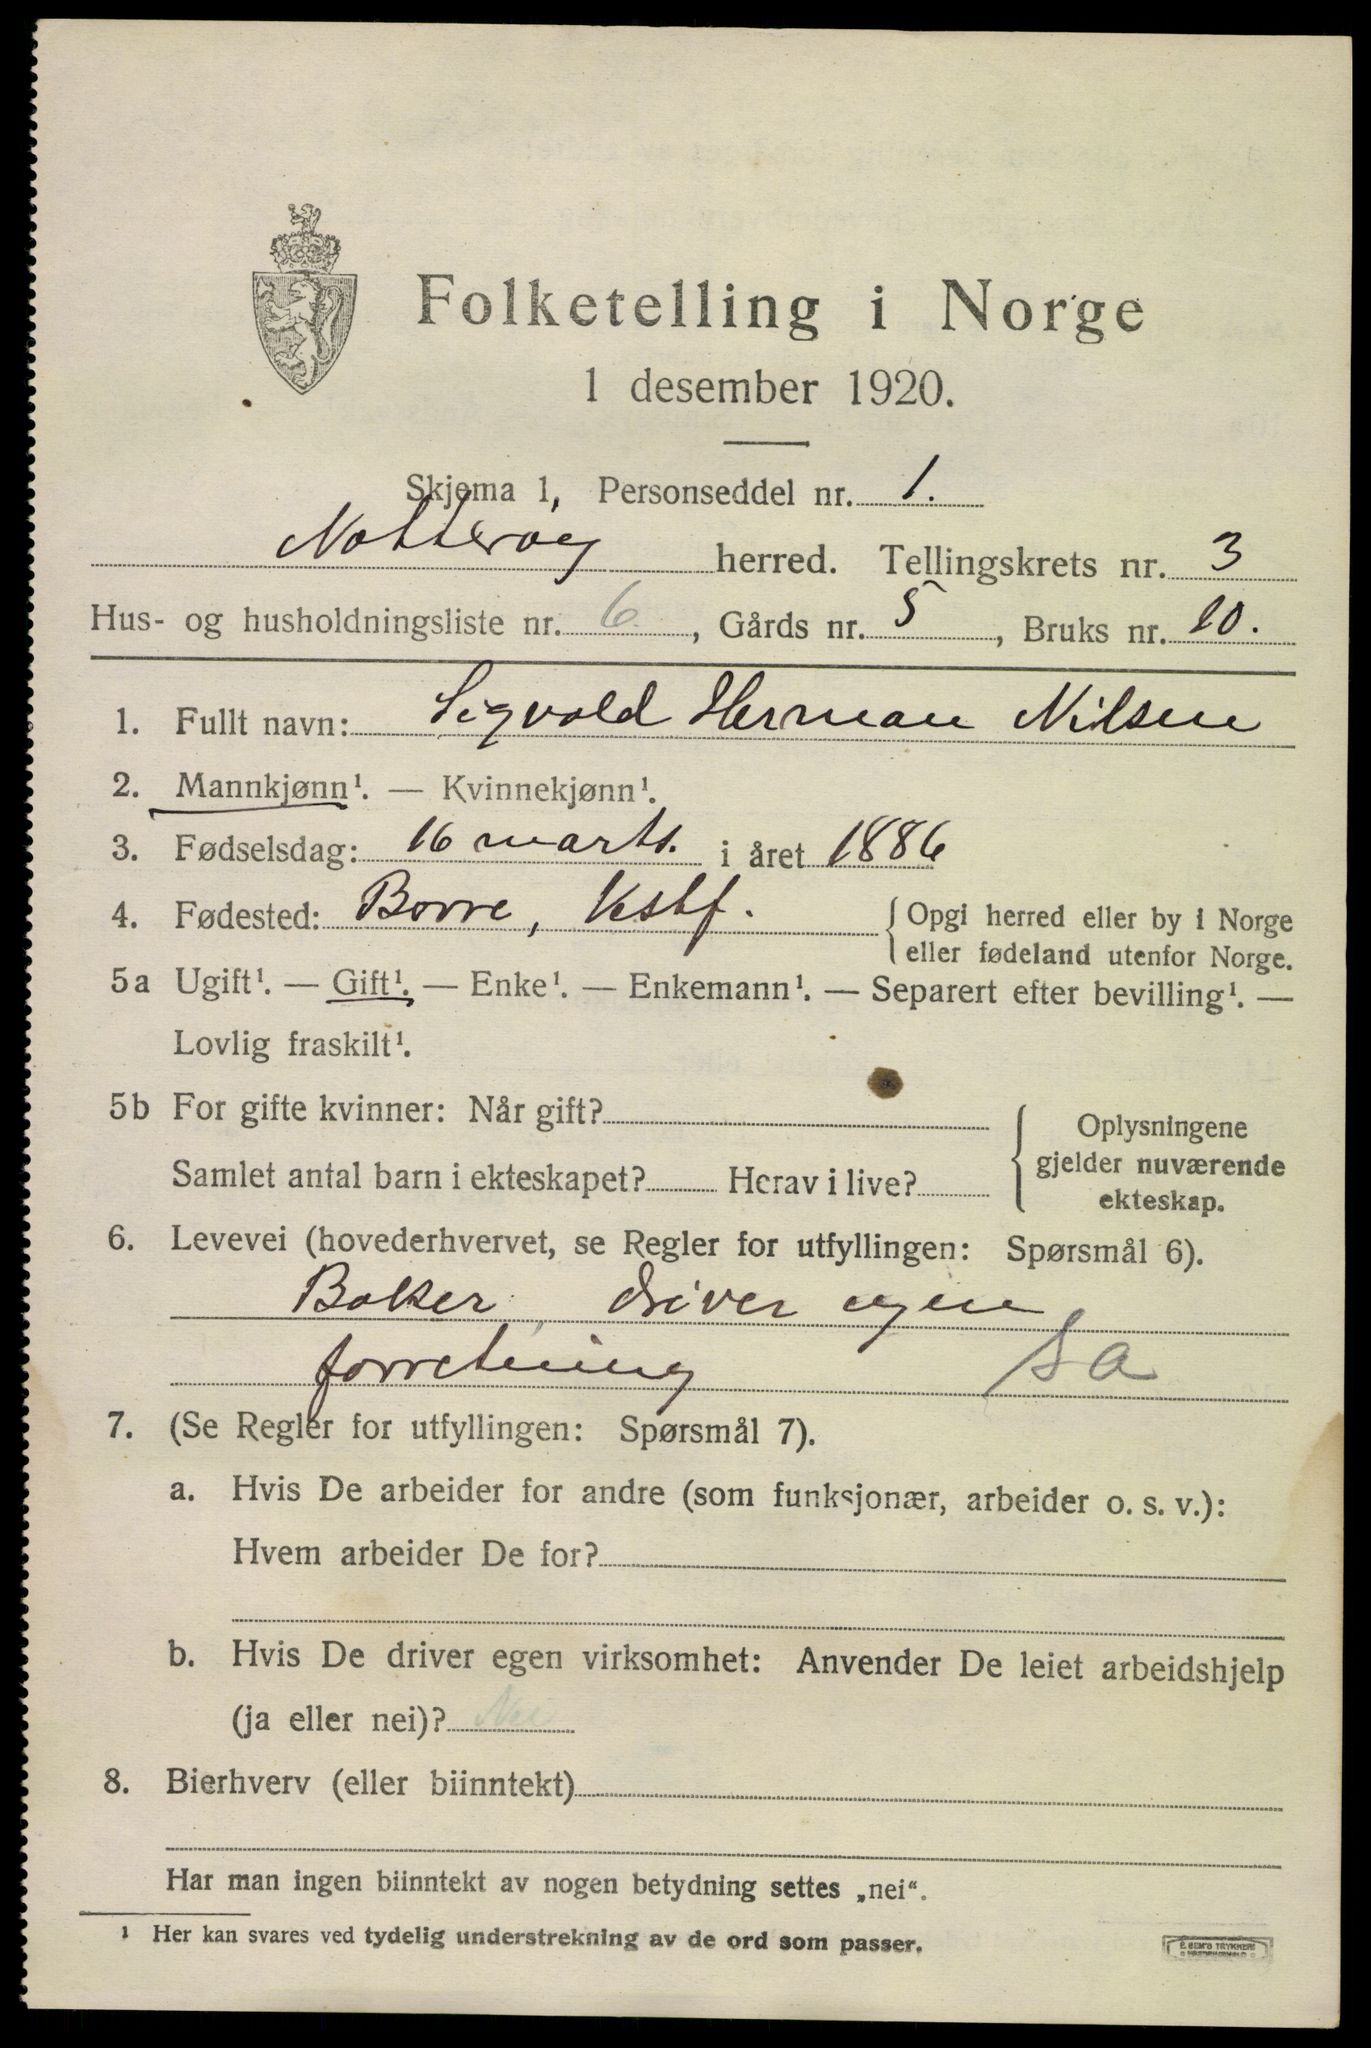 Folketelling i Norge
1 desember 1920.
Skjema 1, Personseddel nr. 1.
Nøtterøy herred. Tellingskrets nr. 3
Hus- og husholdningsliste nr. 6, Gårds nr. 5, Bruks nr. 10.
1. Fullt navn: Sigvald Herman Nilsen
2. Mannkjønn¹. — Kvinnekjønn¹.
3. Fødselsdag: 16 marts. i året 1886
4. Fødested: Borre, Vestf. Opgi herred eller by i Norge
eller fødeland utenfor Norge.
5a Ugift¹. — Gift¹. — Enke¹. — Enkemann¹. — Separert efter bevilling¹. —
Lovlig fraskilt¹.
5b For gifte kvinner: Når gift?
Samlet antal barn i ekteskapet? Herav i live?
Oplysningene
gjelder nuværende
ekteskap.
6. Levevei (hovederhvervet, se Regler for utfyllingen: Spørsmål 6).
Baker, driver egen
forretning Sa
7. (Se Regler for utfyllingen: Spørsmål 7).
a. Hvis De arbeider for andre (som funksjonær, arbeider o. s. v.):
Hvem arbeider De for?
b. Hvis De driver egen virksomhet: Anvender De leiet arbeidshjelp
(ja eller nei)? Nei
8. Bierhverv (eller biinntekt)
Har man ingen biinntekt av nogen betydning settes „nei“.
¹ Her kan svares ved tydelig understrekning av de ord som passer.
E. SEM'S TRYKKERI
FREDRIKSHALD